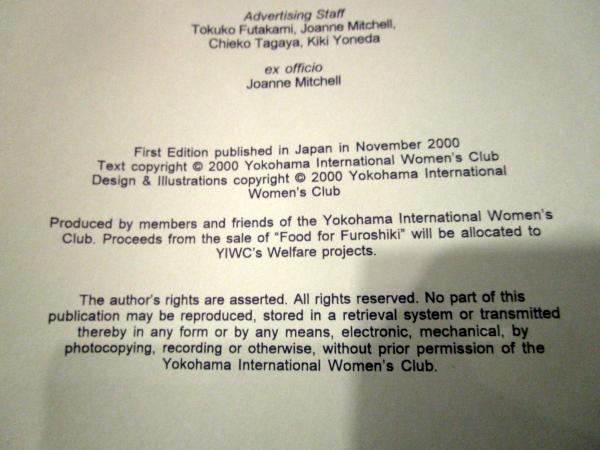 Advertising Staff
Tokuko Futakami, Joanne Mitchell,
Chieko Tagaya, Kiki Yoneda
ex officio
Joanne Mitchell
First Edition published in Japan in November 2000
Text copyright © 2000 Yokohama International Women's Club
Design & Illustrations copyright © 2000 Yokohama International
Women's Club
Produced by members and friends of the Yokohama International Women's
Club. Proceeds from the sale of "Food for Furoshiki" will be allocated to
YIWC's Welfare projects.
The author's rights are asserted. All rights reserved. No part of this
publication may be reproduced, stored in a retrieval system or transmitted
thereby in any form or by any means, electronic, mechanical, by
photocopying, recording or otherwise, without prior permission of the
Yokohama International Women's Club.